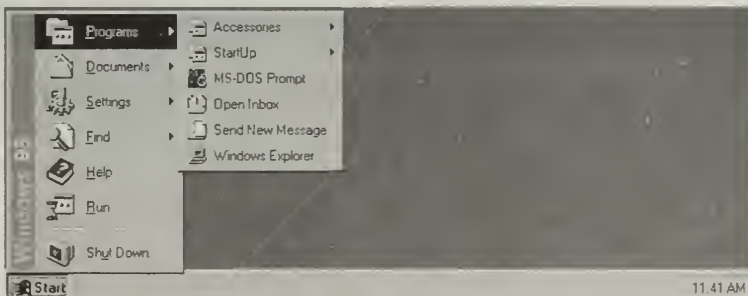 Windows 95
Programs
Documents
Settings
Find
Help
Run
Shut Down
Accessories
StartUp
MS-DOS Prompt
Open Inbox
Send New Message
Windows Explorer
Start
11:41 AM